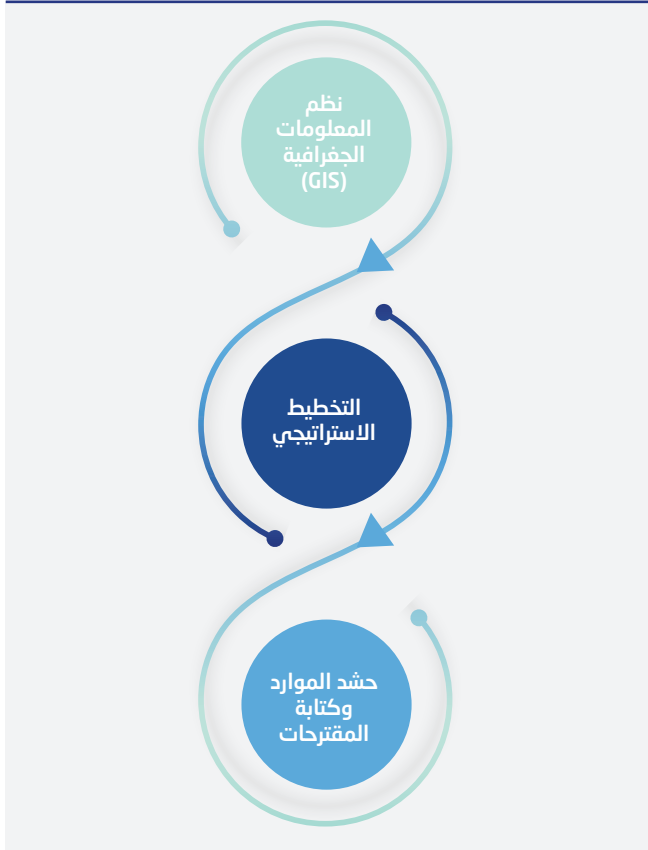 نظم
المعلومات
الجغرافية
(GIS)
التخطيط
الاستراتيجي
حشد الموارد
وكتابة
المقترحات